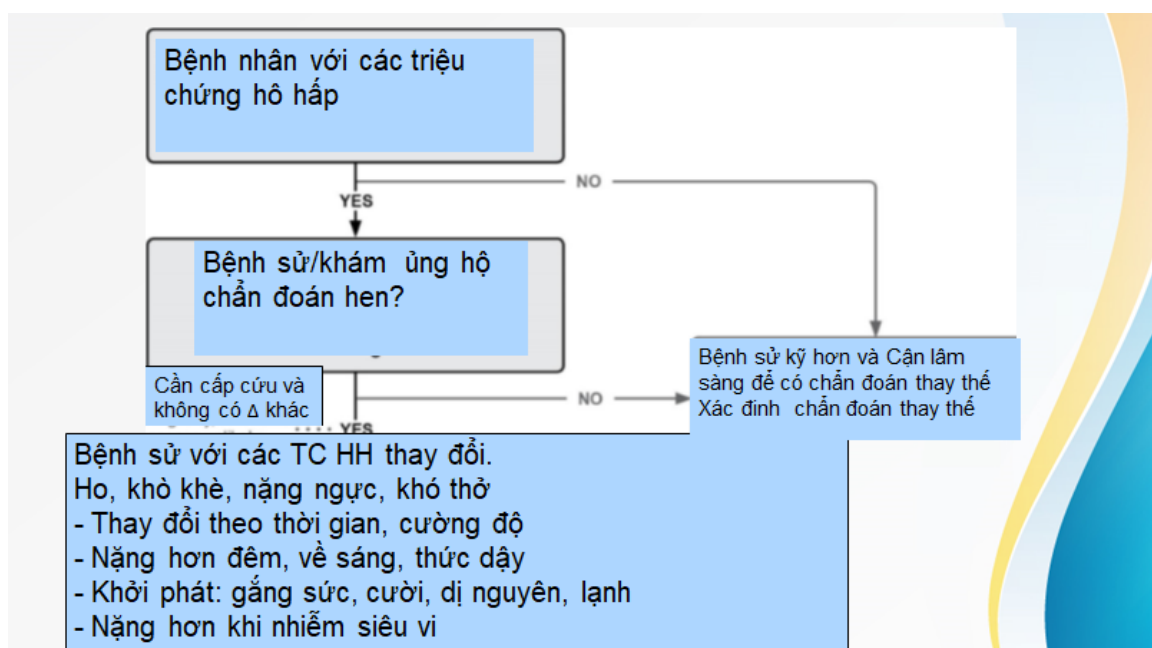 Bệnh nhân với các triệu
chứng hô hấp
NO
YES
Bệnh sử/khám ủng hộ
chẩn đoán hen?
Cần cấp cứu và
không có Δ khác
NO
YES
Bệnh sử kỹ hơn và Cận lâm
sàng để có chẩn đoán thay thế
Xác đinh chẩn đoán thay thế
Bệnh sử với các TC HH thay đổi.
Ho, khò khè, nặng ngực, khó thở
- Thay đổi theo thời gian, cường độ
- Nặng hơn đêm, về sáng, thức dậy
- Khởi phát: gắng sức, cười, dị nguyên, lạnh
- Nặng hơn khi nhiễm siêu vi